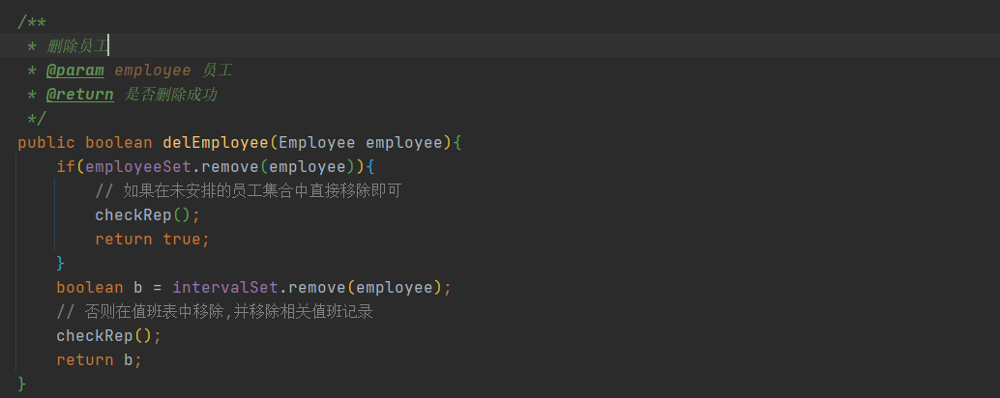 /**
 * 删除员工
 * @param employee 员工
 * @return 是否删除成功
 */
public boolean delEmployee(Employee employee){
    if(employeeSet.remove(employee)){
        // 如果在未安排的员工集合中直接移除即可
        checkRep();
        return true;
    }
    boolean b = intervalSet.remove(employee);
    // 否则在值班表中移除,并移除相关值班记录
    checkRep();
    return b;
}